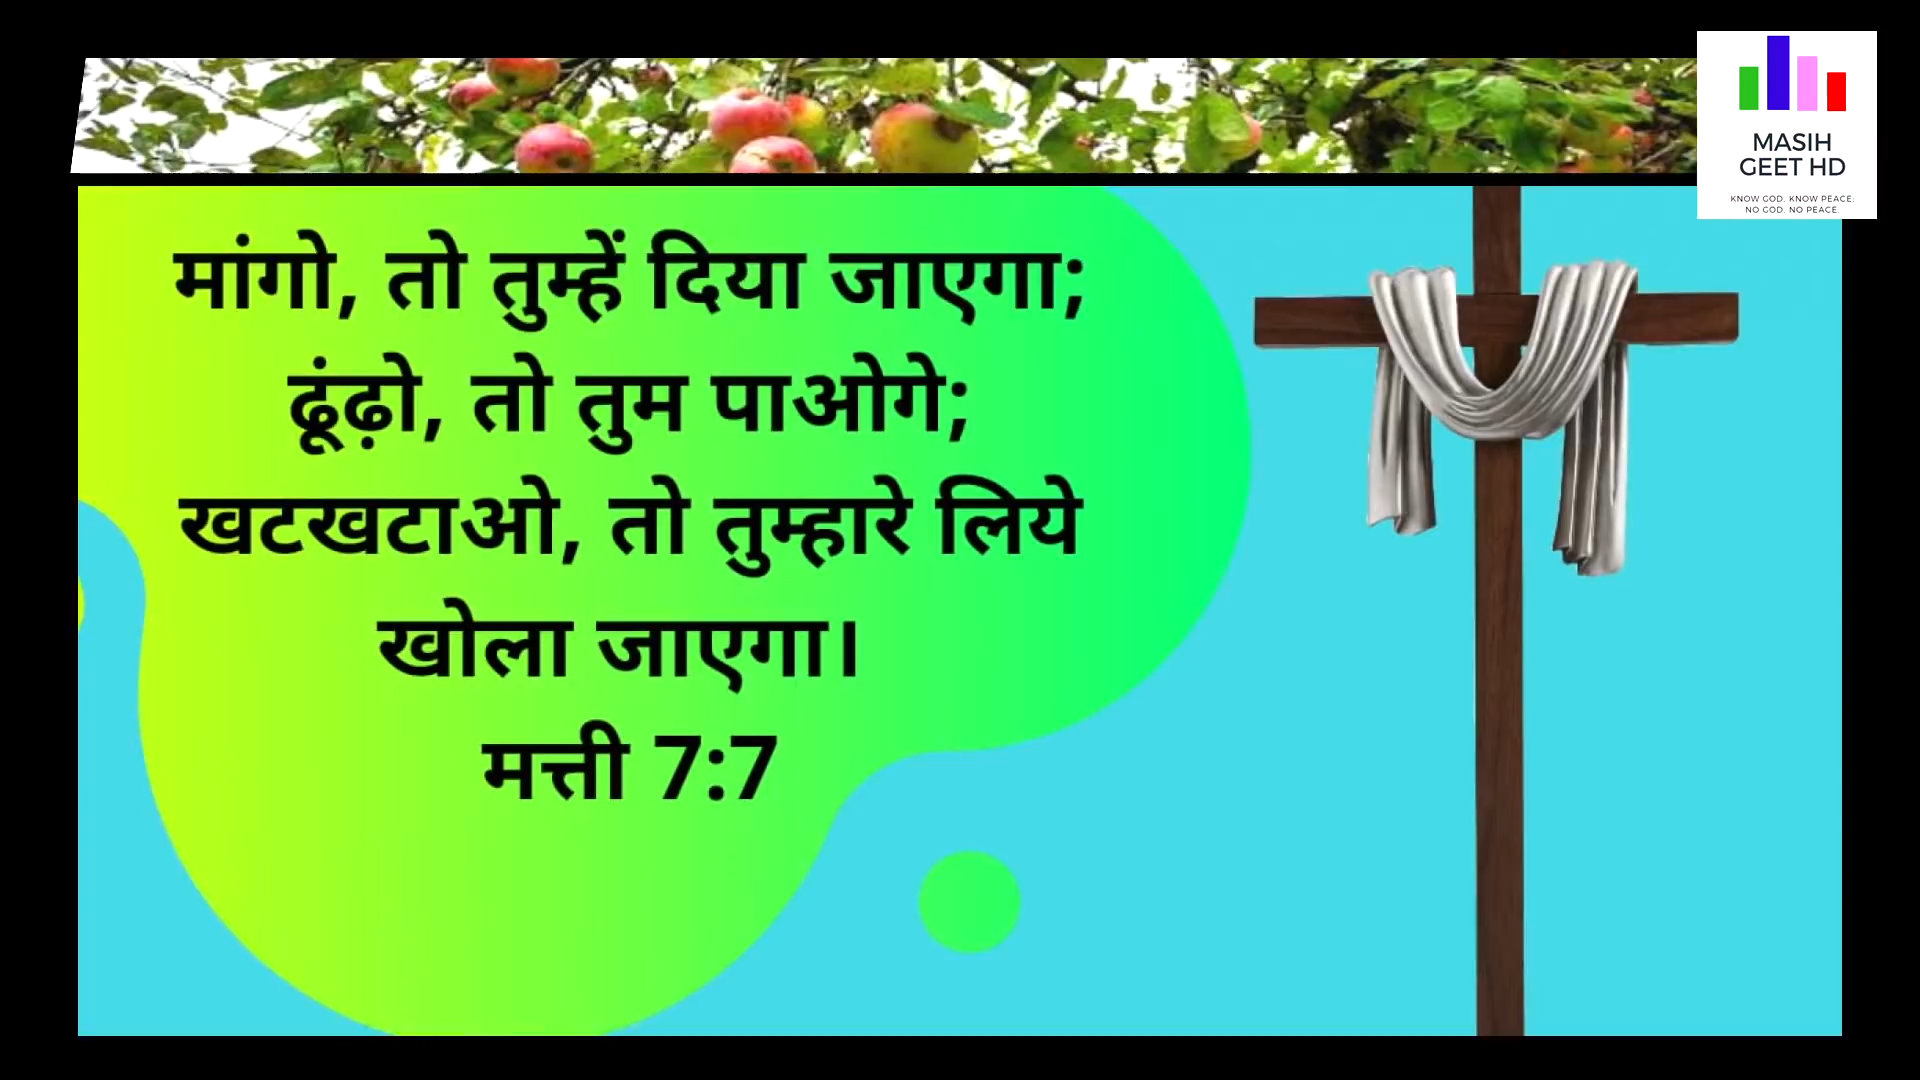 MASIH
GEET HD
KNOW GOD. KNOW PEACE:
NO GOD. NO PEACE.
मांगो, तो तुम्हें दिया जाएगा;
ढूंढ़ो, तो तुम पाओगे;
खटखटाओ, तो तुम्हारे लिये
खोला जाएगा।
मत्ती 7:7